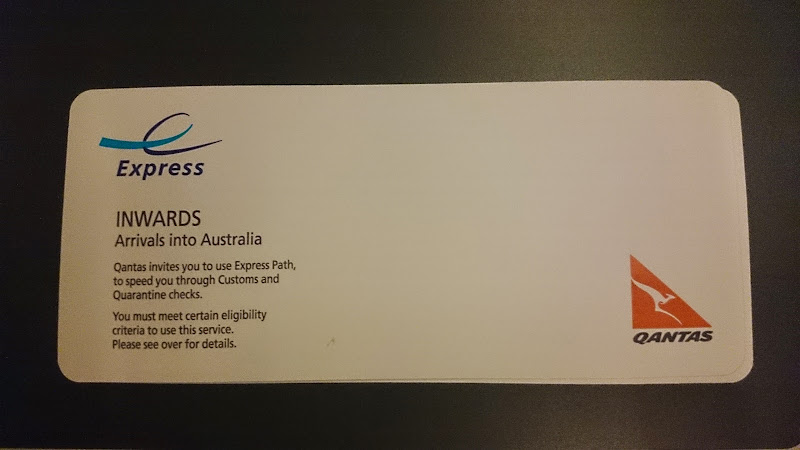 Express
INWARDS
Arrivals into Australia
Qantas invites you to use Express Path,
to speed you through Customs and
Quarantine checks.
You must meet certain eligibility
criteria to use this service.
Please see over for details.
QANTAS